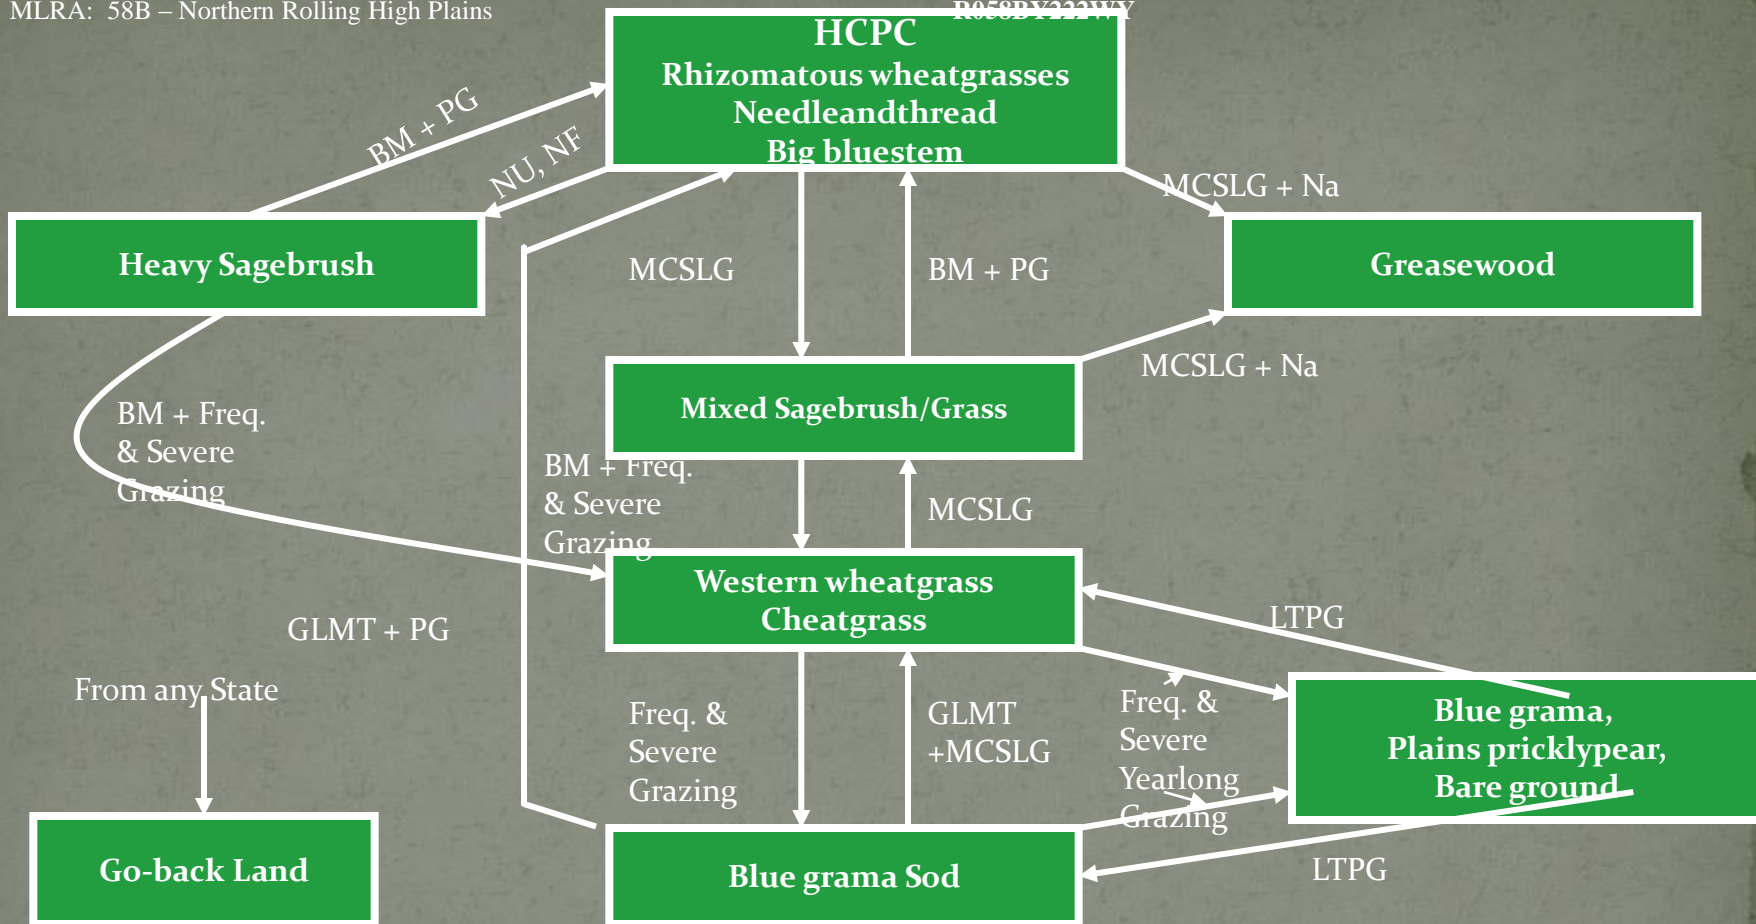 MLRA: 58B – Northern Rolling High Plains
R058BY222WY
HCPC
Rhizomatous wheatgrasses
Needleandthread
Big bluestem
BM + PG
NU, NF
MCSLG + Na
Heavy Sagebrush
MCSLG
BM + PG
Greasewood
MCSLG + Na
Mixed Sagebrush/Grass
BM + Freq.
& Severe
Grazing
BM + Freq.
& Severe
Grazing
MCSLG
Western wheatgrass
Cheatgrass
LTPG
GLMT + PG
From any State
Freq. &
Severe
Grazing
GLMT
+MCSLG
Freq. &
Severe
Yearlong
Grazing
Blue grama,
Plains pricklypear,
Bare ground
Go-back Land
Blue grama Sod
LTPG